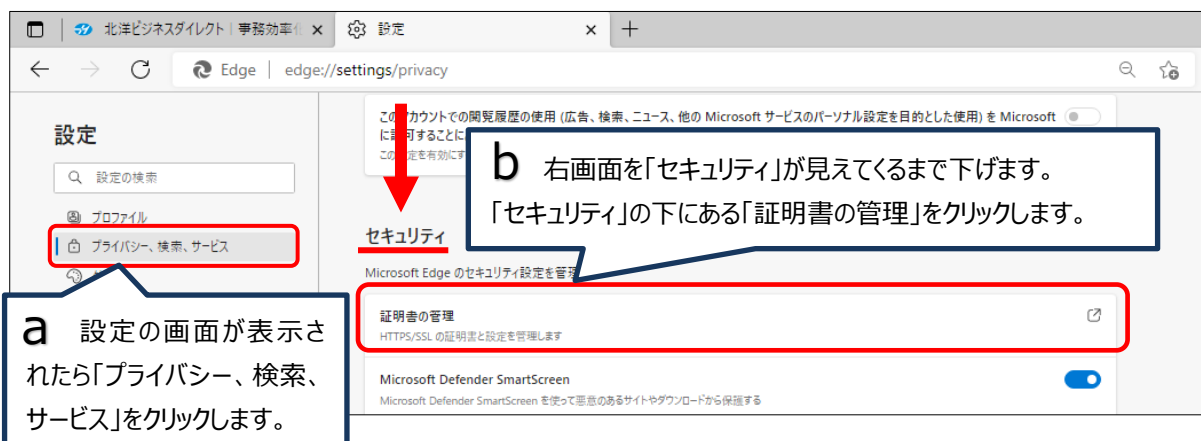 北洋ビジネスダイレクト｜事務効率化
設定
Edge | edge://settings/privacy
設定
設定の検索
プロファイル
プライバシー、検索、サービス
a 設定の画面が表示さ
れたら「プライバシー、検索、
サービス」をクリックします。
このアカウントでの閲覧履歴の使用 (広告、検索、ニュース、他の Microsoft サービスのパーソナル設定を目的とした使用) を Microsoft
b 右画面を「セキュリティ」が見えてくるまで下げます。
「セキュリティ」の下にある「証明書の管理」をクリックします。
セキュリティ
Microsoft Edge のセキュリティ設定を管理
証明書の管理
HTTPS/SSL の証明書と設定を管理します
Microsoft Defender SmartScreen
Microsoft Defender SmartScreen を使って悪意のあるサイトやダウンロードから保護する